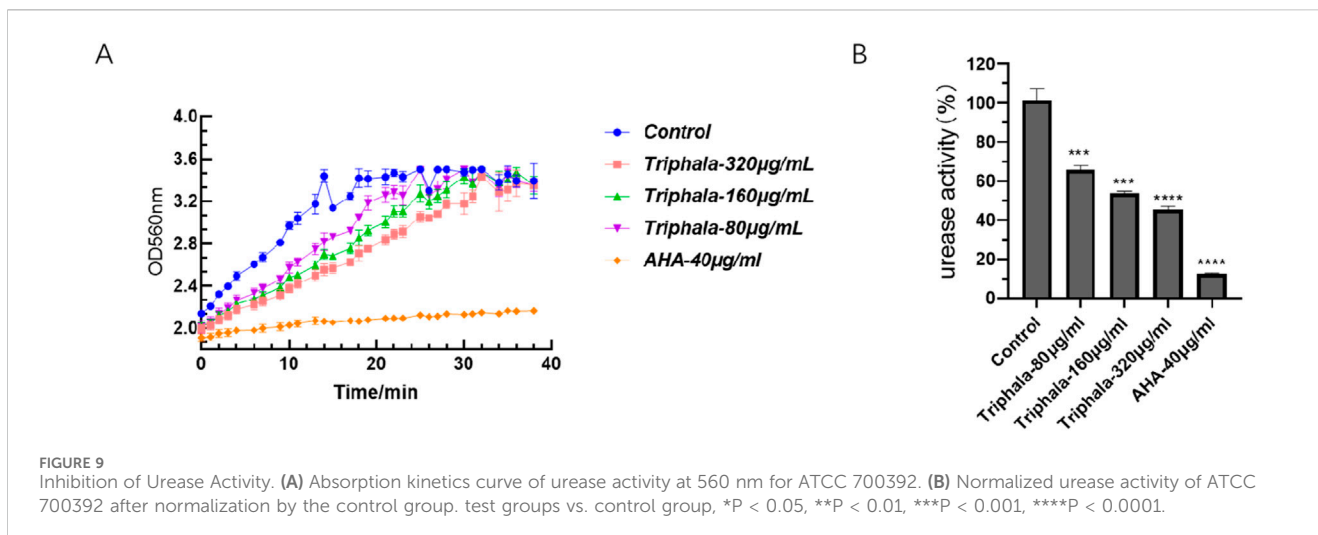 A
B
4.0
3.6
3.2
2.8
2.4
2.0
OD560nm
0
10
20
30
40
Time/min
Control
Triphala-320μg/mL
Triphala-160μg/mL
Triphala-80μg/mL
AHA-40μg/ml
120
100
80
60
40
20
0
urease activity(%)
***
***
****
****
Control
Triphala-80μg/ml
Triphala-160μg/ml
Triphala-320μg/ml
AHA-40μg/ml
FIGURE 9
Inhibition of Urease Activity. (A) Absorption kinetics curve of urease activity at 560 nm for ATCC 700392. (B) Normalized urease activity of ATCC
700392 after normalization by the control group. test groups vs. control group, *P < 0.05, **P < 0.01, ***P < 0.001, ****P < 0.0001.